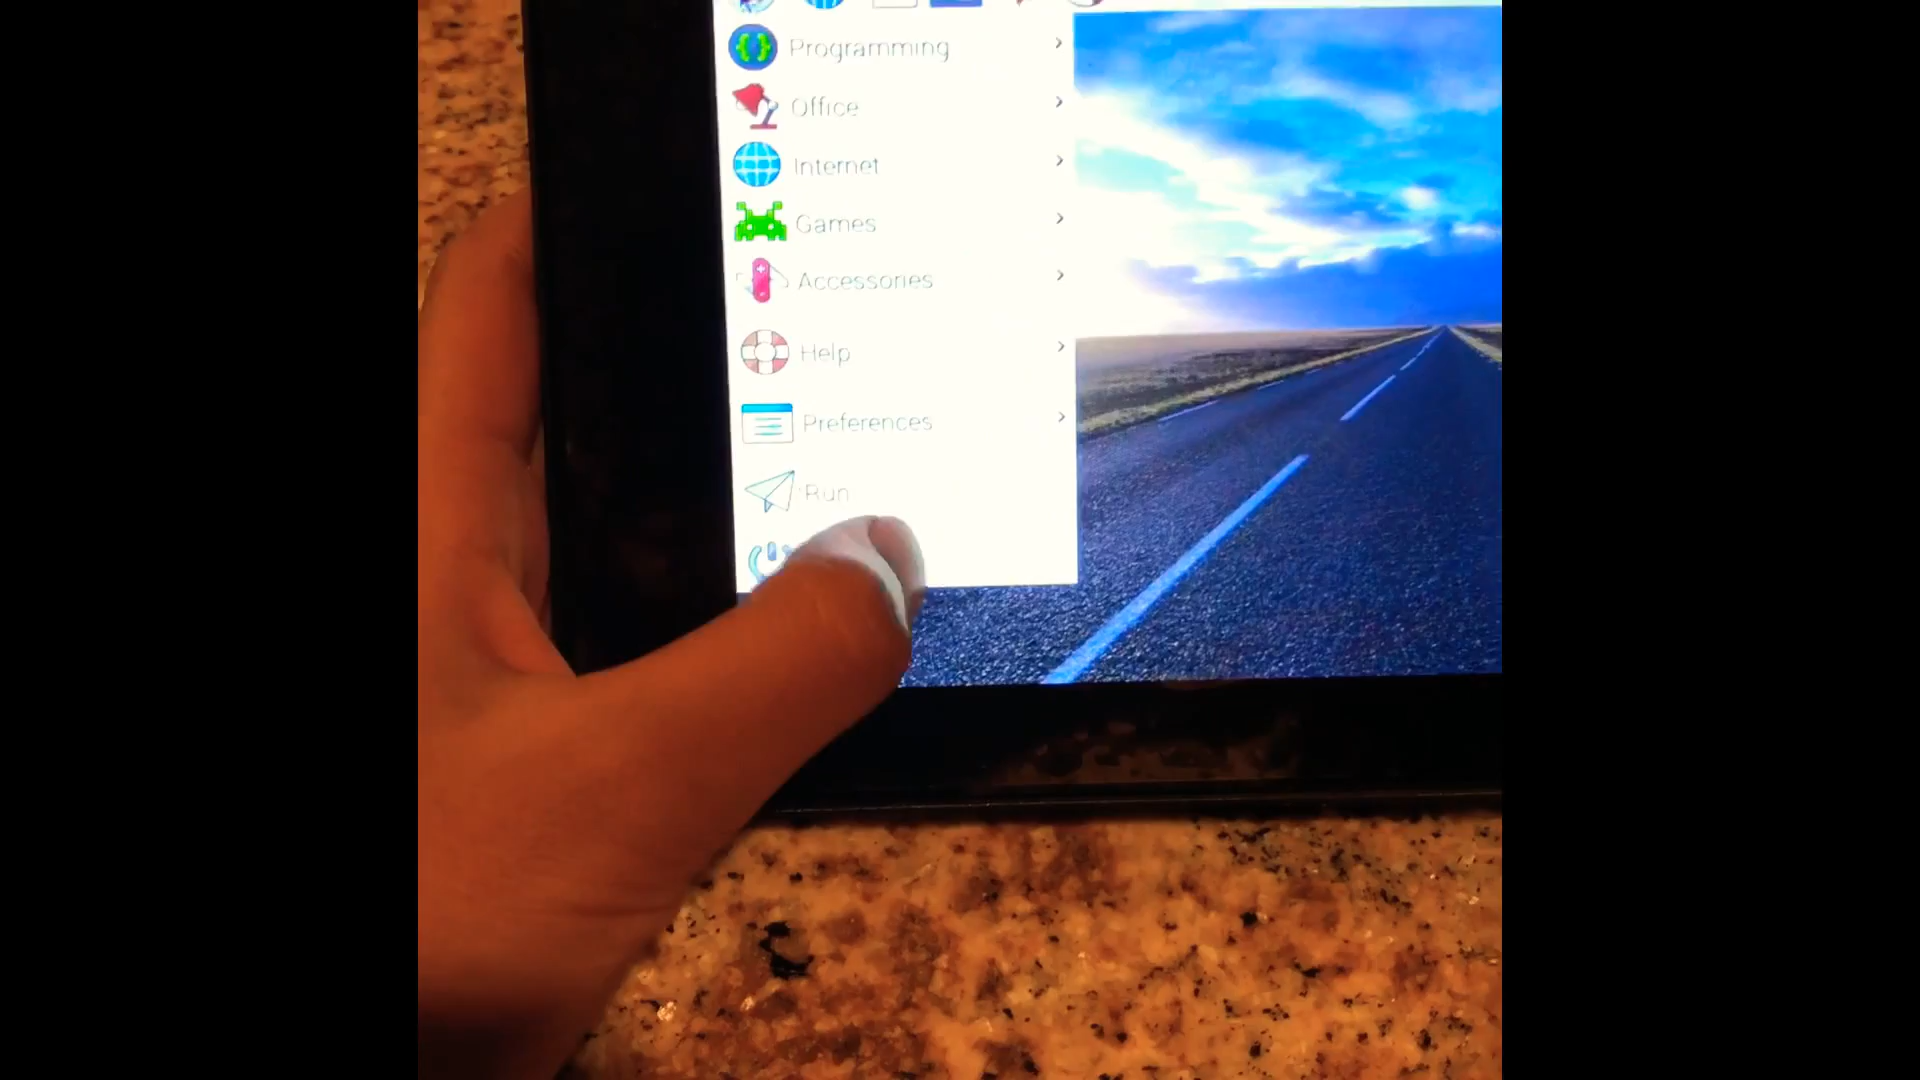 Programming
Office
Internet
Games
Accessories
Help
Preferences
Run